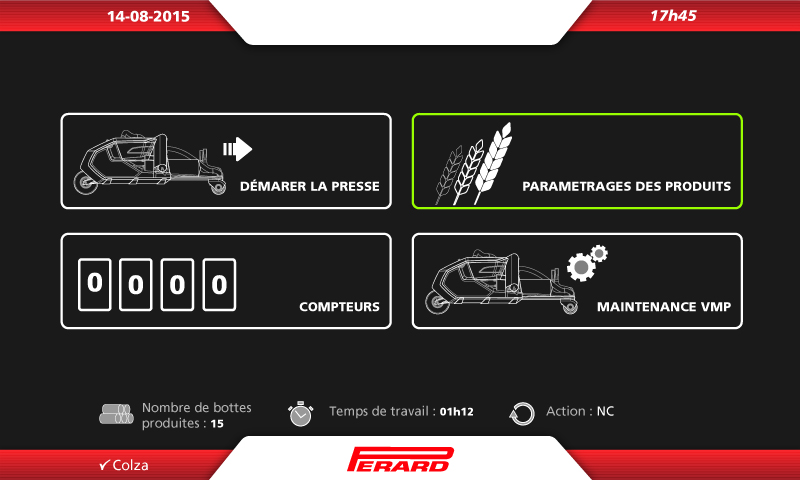 14-08-2015
17h45
DÉMARER LA PRESSE
PARAMETRAGES DES PRODUITS
0 0 0 0
COMPTEURS
MAINTENANCE VMP
Nombre de bottes
produites : 15
Temps de travail : 01h12
Action : NC
Colza
PERARD